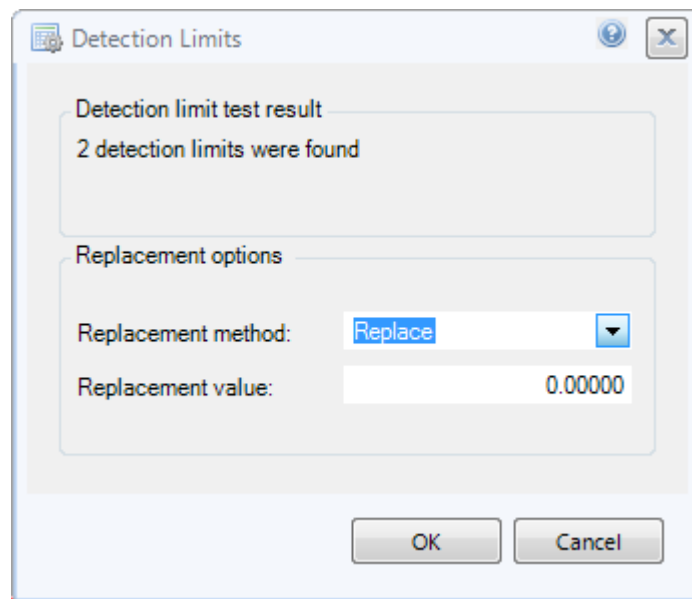 Detection Limits
Detection limit test result
2 detection limits were found
Replacement options
Replacement method: Replace
Replacement value: 0.00000
OK Cancel